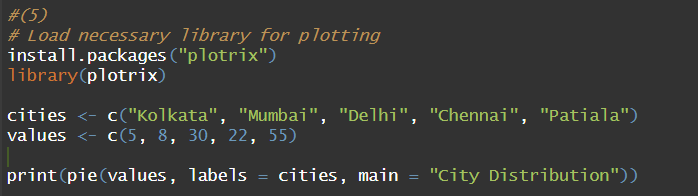 #(5)
# Load necessary library for plotting
install.packages("plotrix")
library(plotrix)
cities <- c("Kolkata", "Mumbai", "Delhi", "Chennai", "Patiala")
values <- c(5, 8, 30, 22, 55)
print(pie(values, labels = cities, main = "City Distribution"))